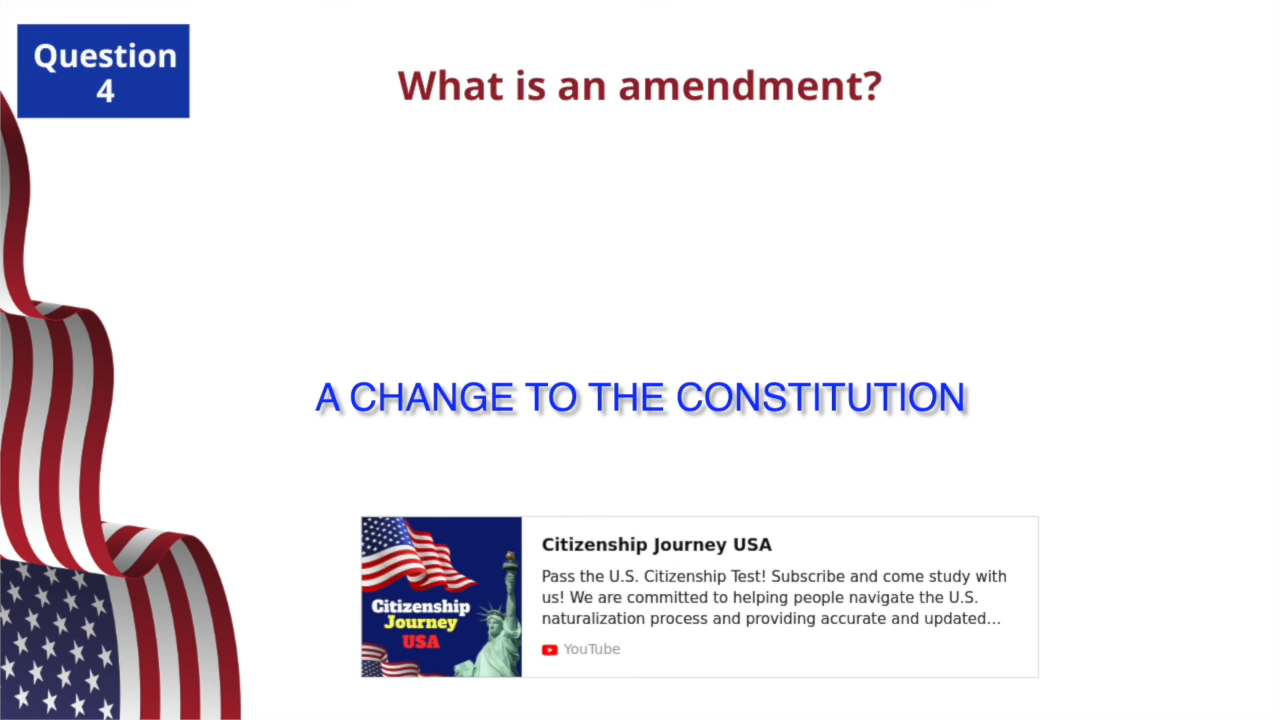 Question
4
What is an amendment?
A CHANGE TO THE CONSTITUTION
Citizenship
Journey
USA
Citizenship Journey USA
Pass the U.S. Citizenship Test! Subscribe and come study with
us! We are committed to helping people navigate the U.S.
naturalization process and providing accurate and updated...
YouTube